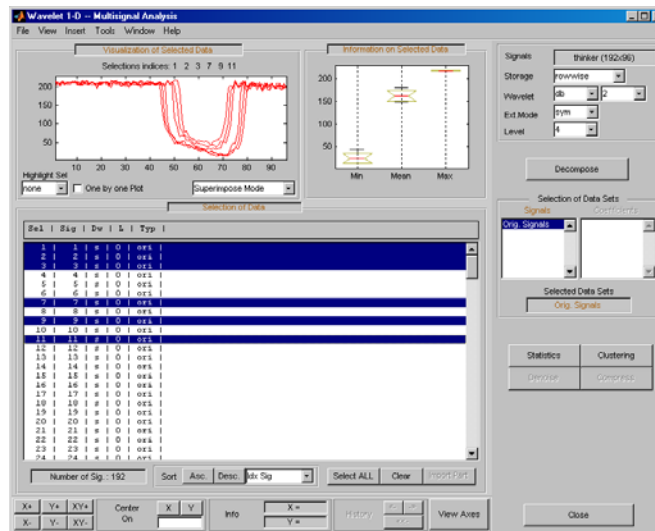 Wavelet 1-D -- Multisignal Analysis
File View Insert Tools Window Help
Visualization of Selected Data
Selections indices: 1 2 3 7 9 11
200
150
100
50
10 20 30 40 50 60 70 80 90
Highlight Sel
none One by one Plot Superimpose Mode
Information on Selected Data
200
150
100
50
Min Mean Max
Signals thinker (192x96)
Storage rowwise
Wavelet db 2
Ext.Mode sym
Level 4
Decompose
Selection of Data Sets
Signals Coefficients
Orig. Signals
Selected Data Sets
Orig. Signals
Statistics Clustering
Denoise Compress
Close
Selection of Data
Sel | Sig | Dw | L | Typ |
1 | 1 | s | 0 | ori |
2 | 2 | s | 0 | ori |
3 | 3 | s | 0 | ori |
4 | 4 | s | 0 | ori |
5 | 5 | s | 0 | ori |
6 | 6 | s | 0 | ori |
7 | 7 | s | 0 | ori |
8 | 8 | s | 0 | ori |
9 | 9 | s | 0 | ori |
10 | 10 | s | 0 | ori |
11 | 11 | s | 0 | ori |
12 | 12 | s | 0 | ori |
13 | 13 | s | 0 | ori |
14 | 14 | s | 0 | ori |
15 | 15 | s | 0 | ori |
16 | 16 | s | 0 | ori |
17 | 17 | s | 0 | ori |
18 | 18 | s | 0 | ori |
19 | 19 | s | 0 | ori |
20 | 20 | s | 0 | ori |
21 | 21 | s | 0 | ori |
22 | 22 | s | 0 | ori |
23 | 23 | s | 0 | ori |
24 | 24 | s | 0 | ori |
Number of Sig.: 192 Sort Asc. Desc. Idx Sig Select ALL Clear Import Part
X+ Y+ XY+ Center X Y Info X = History <- -> View Axes
X- Y- XY- On Y =